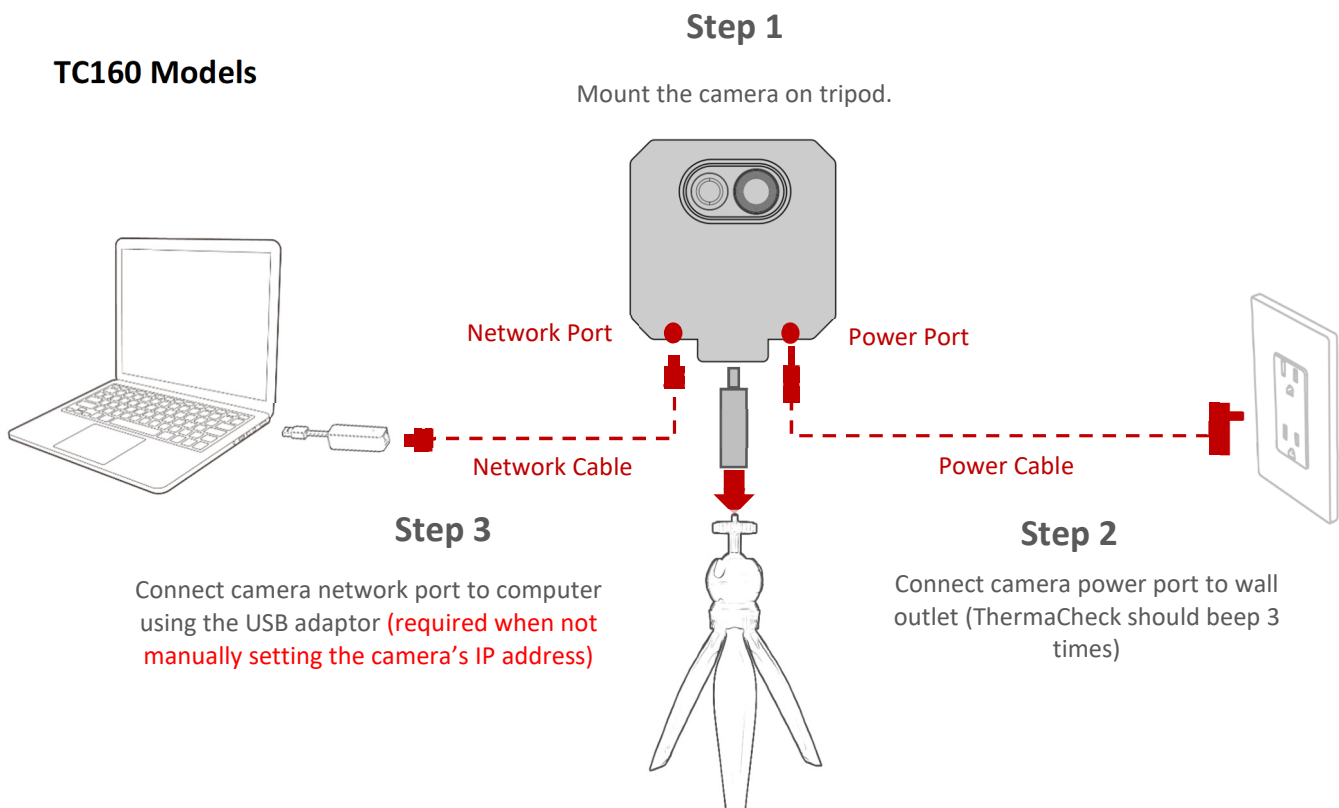 Step 1
TC160 Models
Mount the camera on tripod.
Network Port
Power Port
Network Cable
Power Cable
Step 3
Connect camera network port to computer
using the USB adaptor (required when not
manually setting the camera’s IP address)
Step 2
Connect camera power port to wall
outlet (ThermaCheck should beep 3
times)